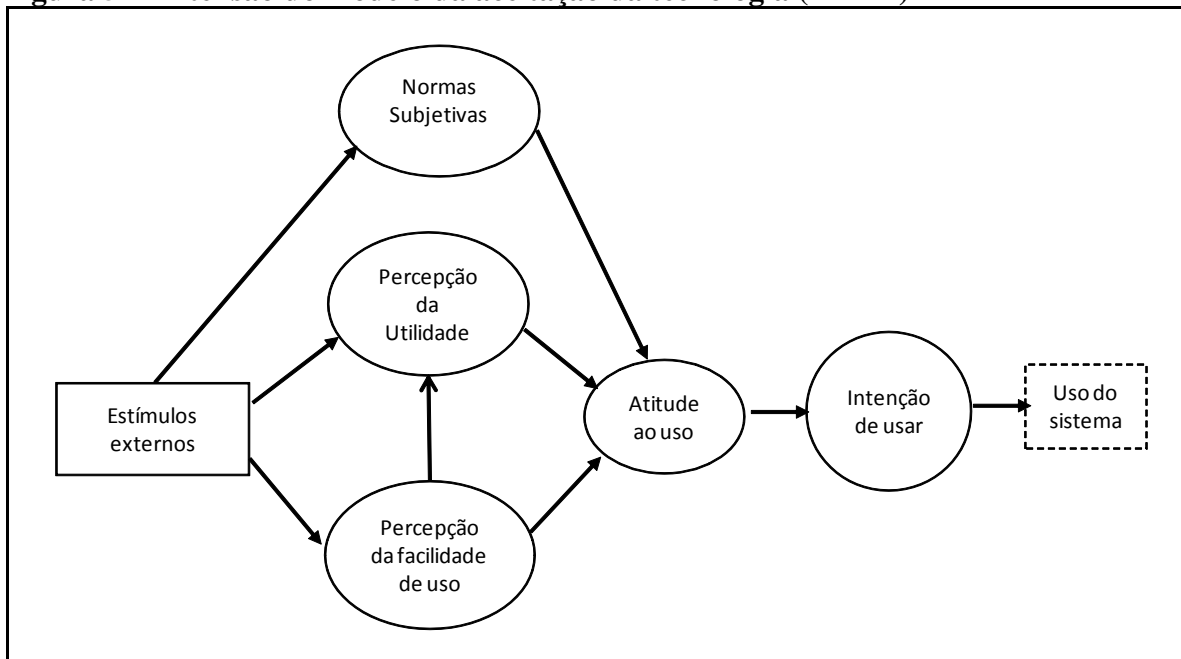 Normas
Subjetivas
Percepção
da
Utilidade
Estímulos
externos
Atitude
ao uso
Intenção
de usar
Uso do
sistema
Percepção
da facilidade
de uso